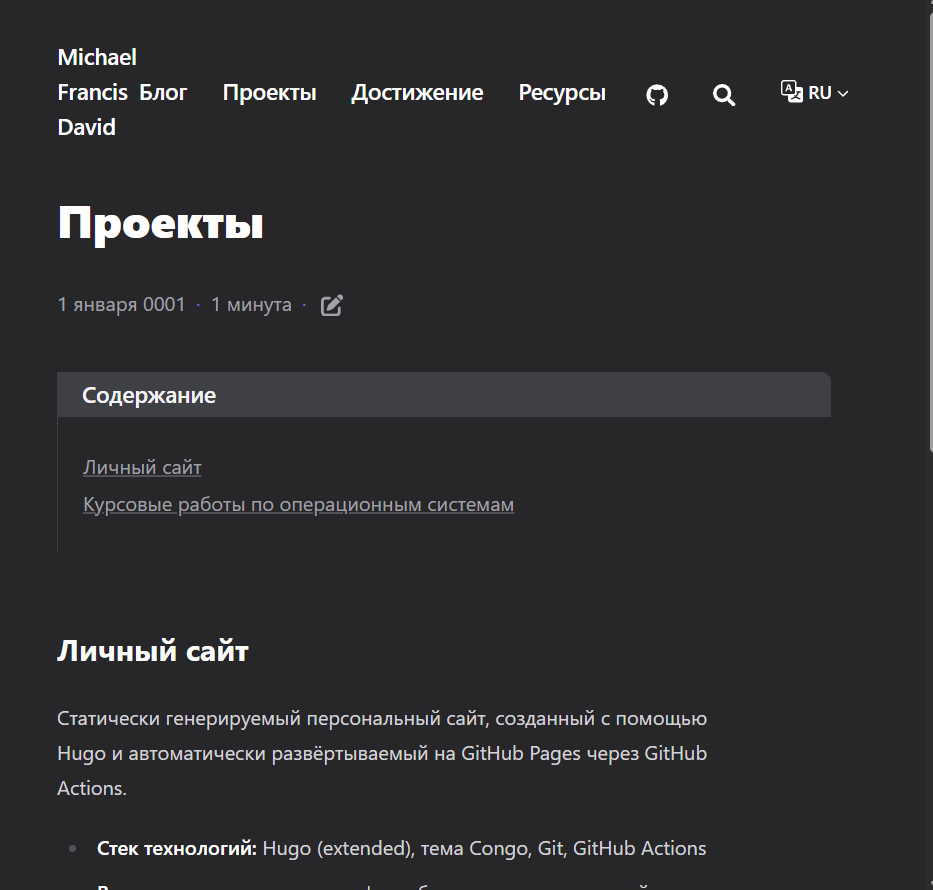 Michael
Francis Блог Проекты Достижение Ресурсы RU
David
Проекты
1 января 0001 · 1 минута ·
Содержание
Личный сайт
Курсовые работы по операционным системам
Личный сайт
Статически генерируемый персональный сайт, созданный с помощью
Hugo и автоматически развёртываемый на GitHub Pages через GitHub
Actions.
• Стек технологий: Hugo (extended), тема Congo, Git, GitHub Actions